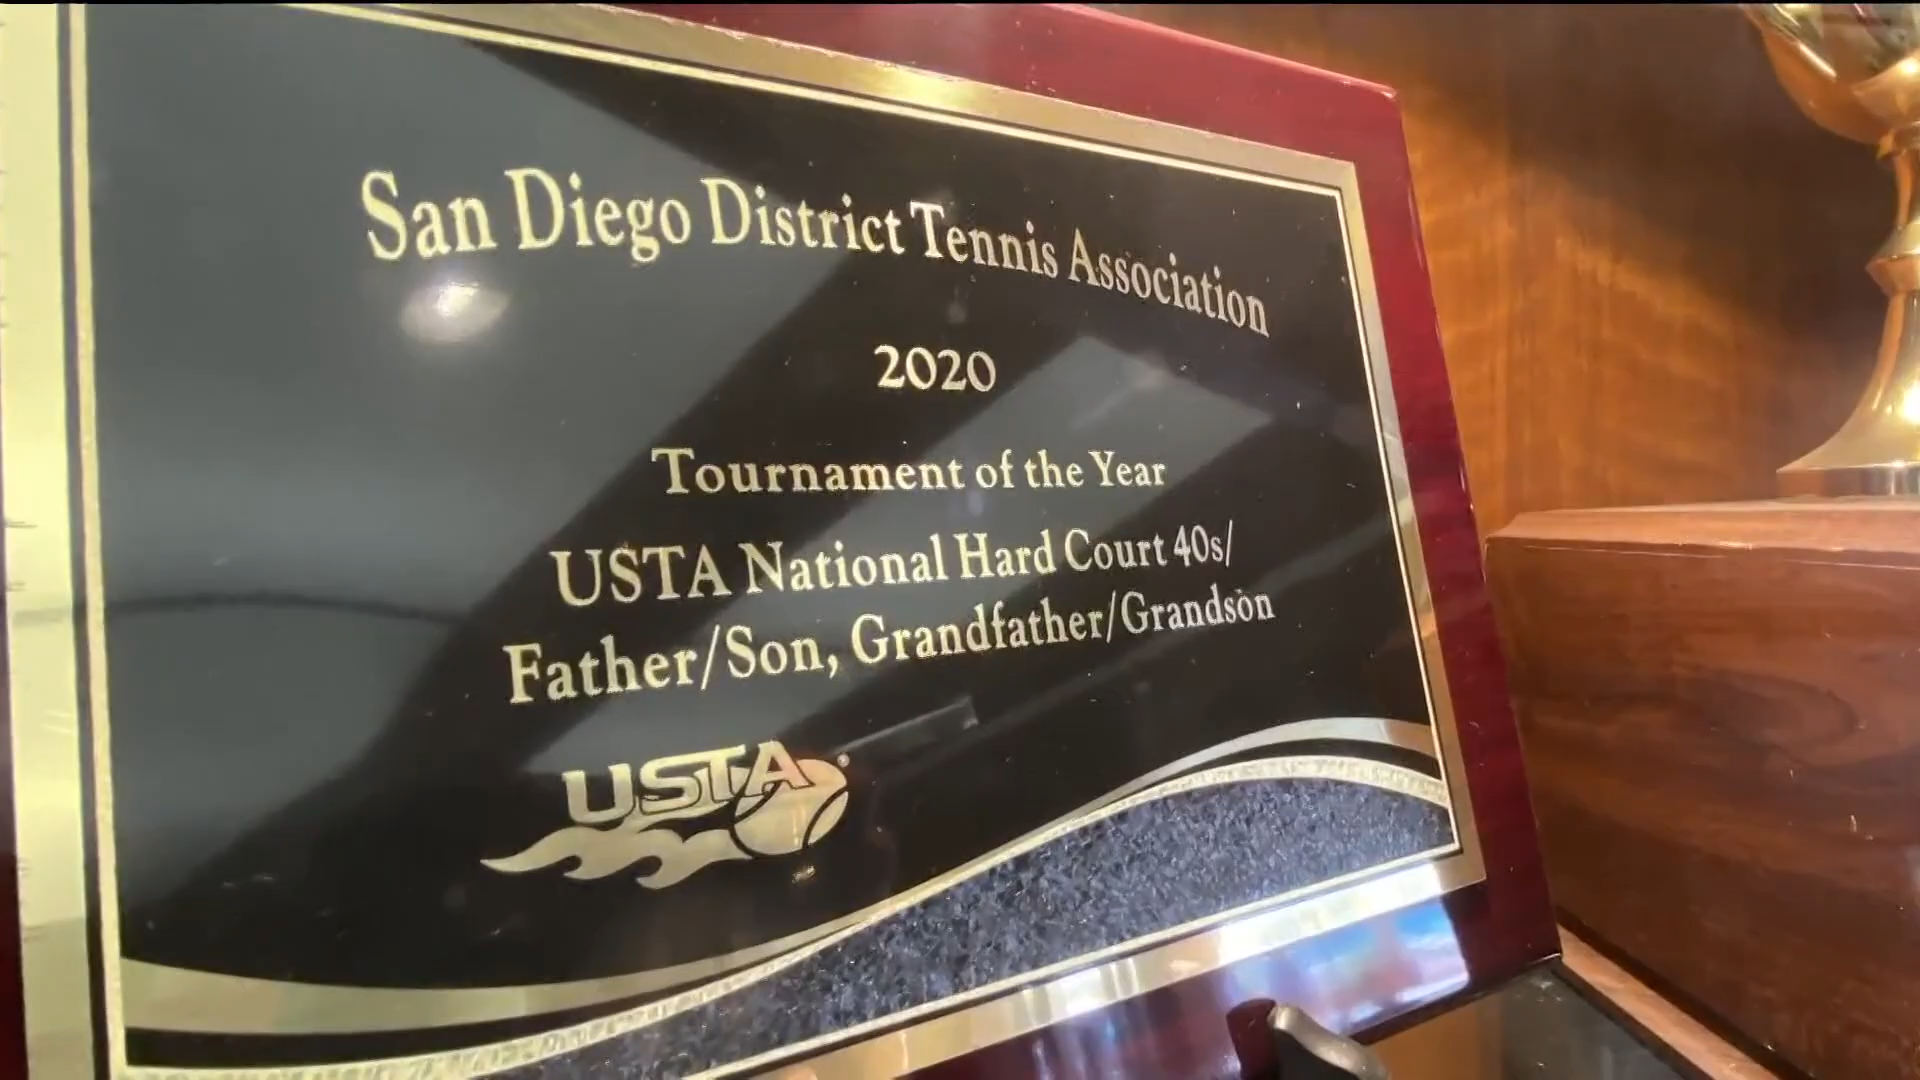 San Diego District Tennis Association
2020
Tournament of the Year
USTA National Hard Court 40s/
Father/Son, Grandfather/Grandson
USTA